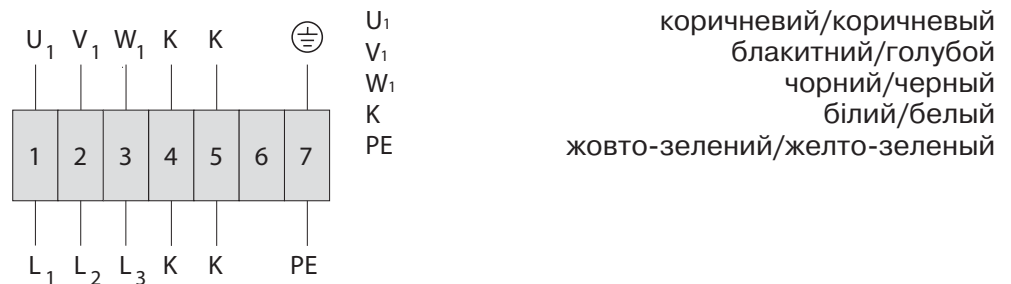 U₁ V₁ W₁ K K
1 2 3 4 5 6 7
L₁ L₂ L₃ K K PE
U₁ коричневий/коричневый
V₁ блакитний/голубой
W₁ чорний/черный
K білий/белый
PE жовто-зелений/желто-зеленый